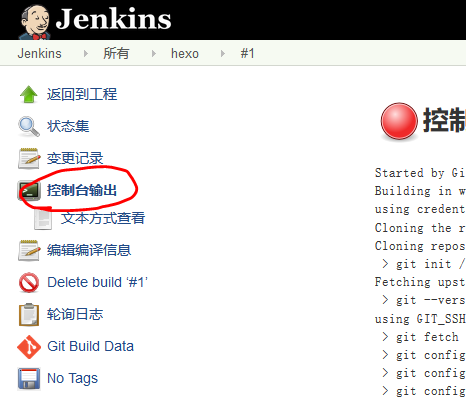 Jenkins
Jenkins 所有 hexo #1
返回到工程
状态集
变更记录
控制台输出
文本方式查看
编辑编译信息
Delete build ‘#1’
轮询日志
Git Build Data
No Tags
控制
Started by Gi
Building in w
using credent
Cloning the r
Cloning repos
> git init /
Fetching upst
> git --vers
using GIT_SSH
> git fetch
> git config
> git config
> git config